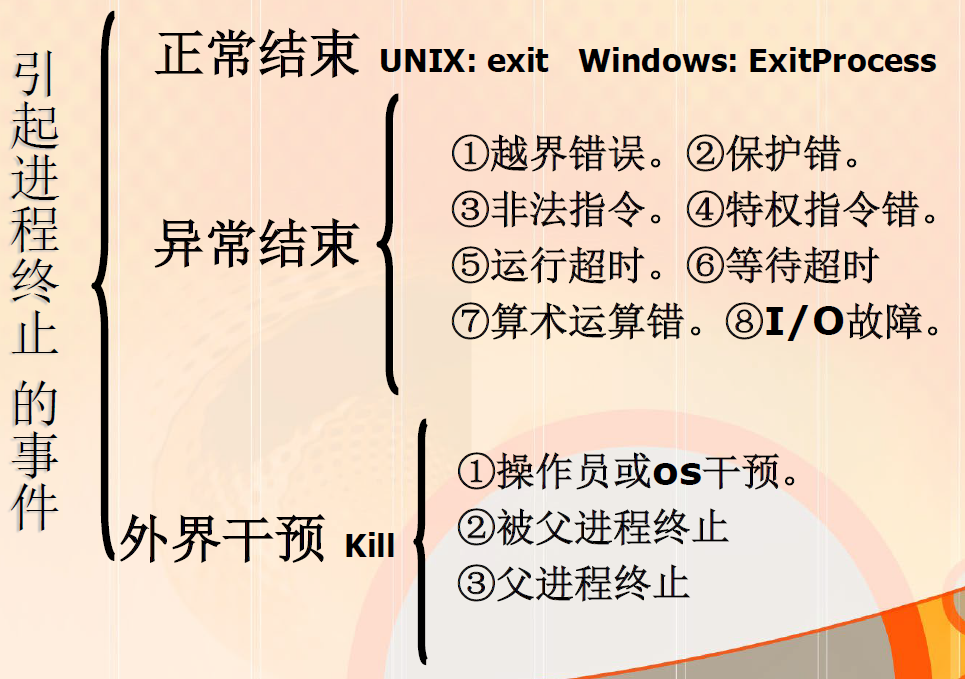 引起进程终止 的事件
正常结束 UNIX: exit Windows: ExitProcess
异常结束
①越界错误。②保护错。
③非法指令。④特权指令错。
⑤运行超时。⑥等待超时
⑦算术运算错。⑧I/O故障。
外界干预 Kill
①操作员或os干预。
②被父进程终止
③父进程终止